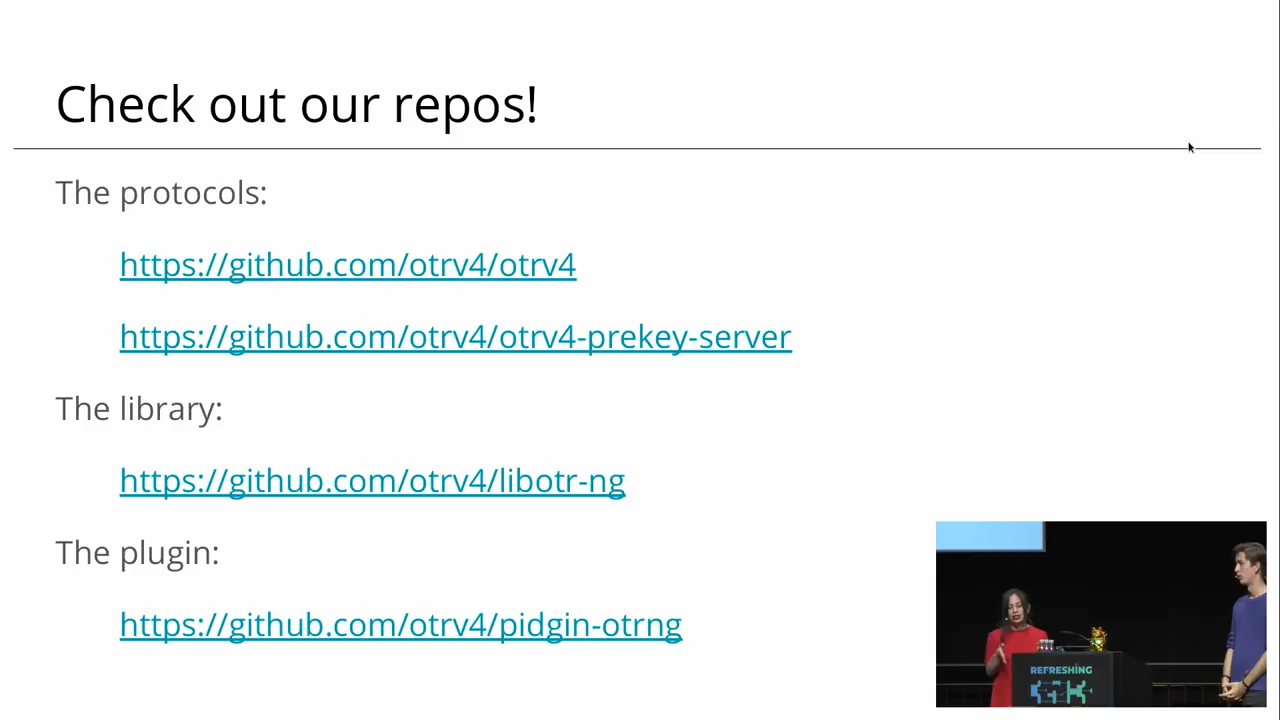 Check out our repos!
The protocols:
https://github.com/otrv4/otrv4
https://github.com/otrv4/otrv4-prekey-server
The library:
https://github.com/otrv4/libotr-ng
The plugin:
https://github.com/otrv4/pidgin-otrng
REFRESHING